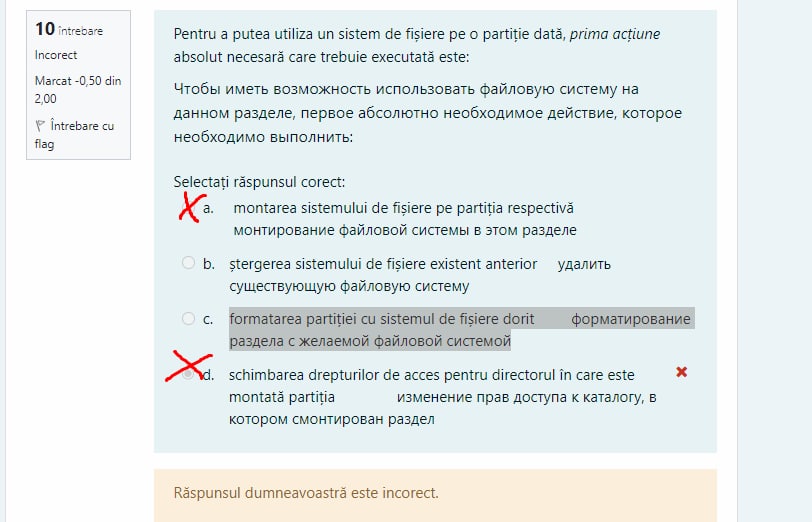 10 întrebare
Incorect
Marcat -0,50 din
2,00
Întrebare cu
flag
Pentru a putea utiliza un sistem de fișiere pe o partiție dată, prima acțiune
absolut necesară care trebuie executată este:
Чтобы иметь возможность использовать файловую систему на
данном разделе, первое абсолютно необходимое действие, которое
необходимо выполнить:
Selectați răspunsul corect:
a. montarea sistemului de fișiere pe partiția respectivă
монтирование файловой системы в этом разделе
b. ștergerea sistemului de fișiere existent anterior удалить
существующую файловую систему
c. formatarea partiției cu sistemul de fișiere dorit форматирование
раздела с желаемой файловой системой
d. schimbarea drepturilor de acces pentru directorul în care este
montată partiția изменение прав доступа к каталогу, в
котором смонтирован раздел
Răspunsul dumneavoastră este incorect.